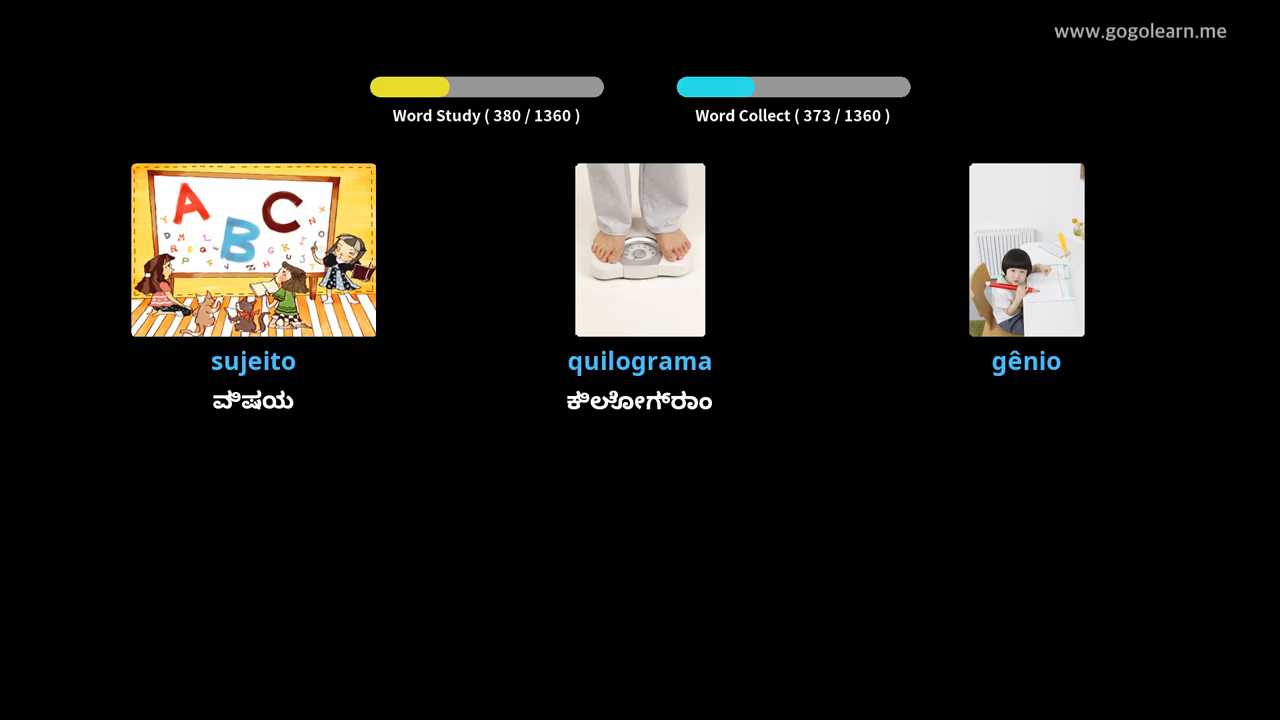 www.gogolearn.me
Word Study ( 380 / 1360 )
Word Collect ( 373 / 1360 )
A B C
sujeito
ವಿಷಯ
quilograma
ಕಿಲೋಗ್ರಾಂ
gênio